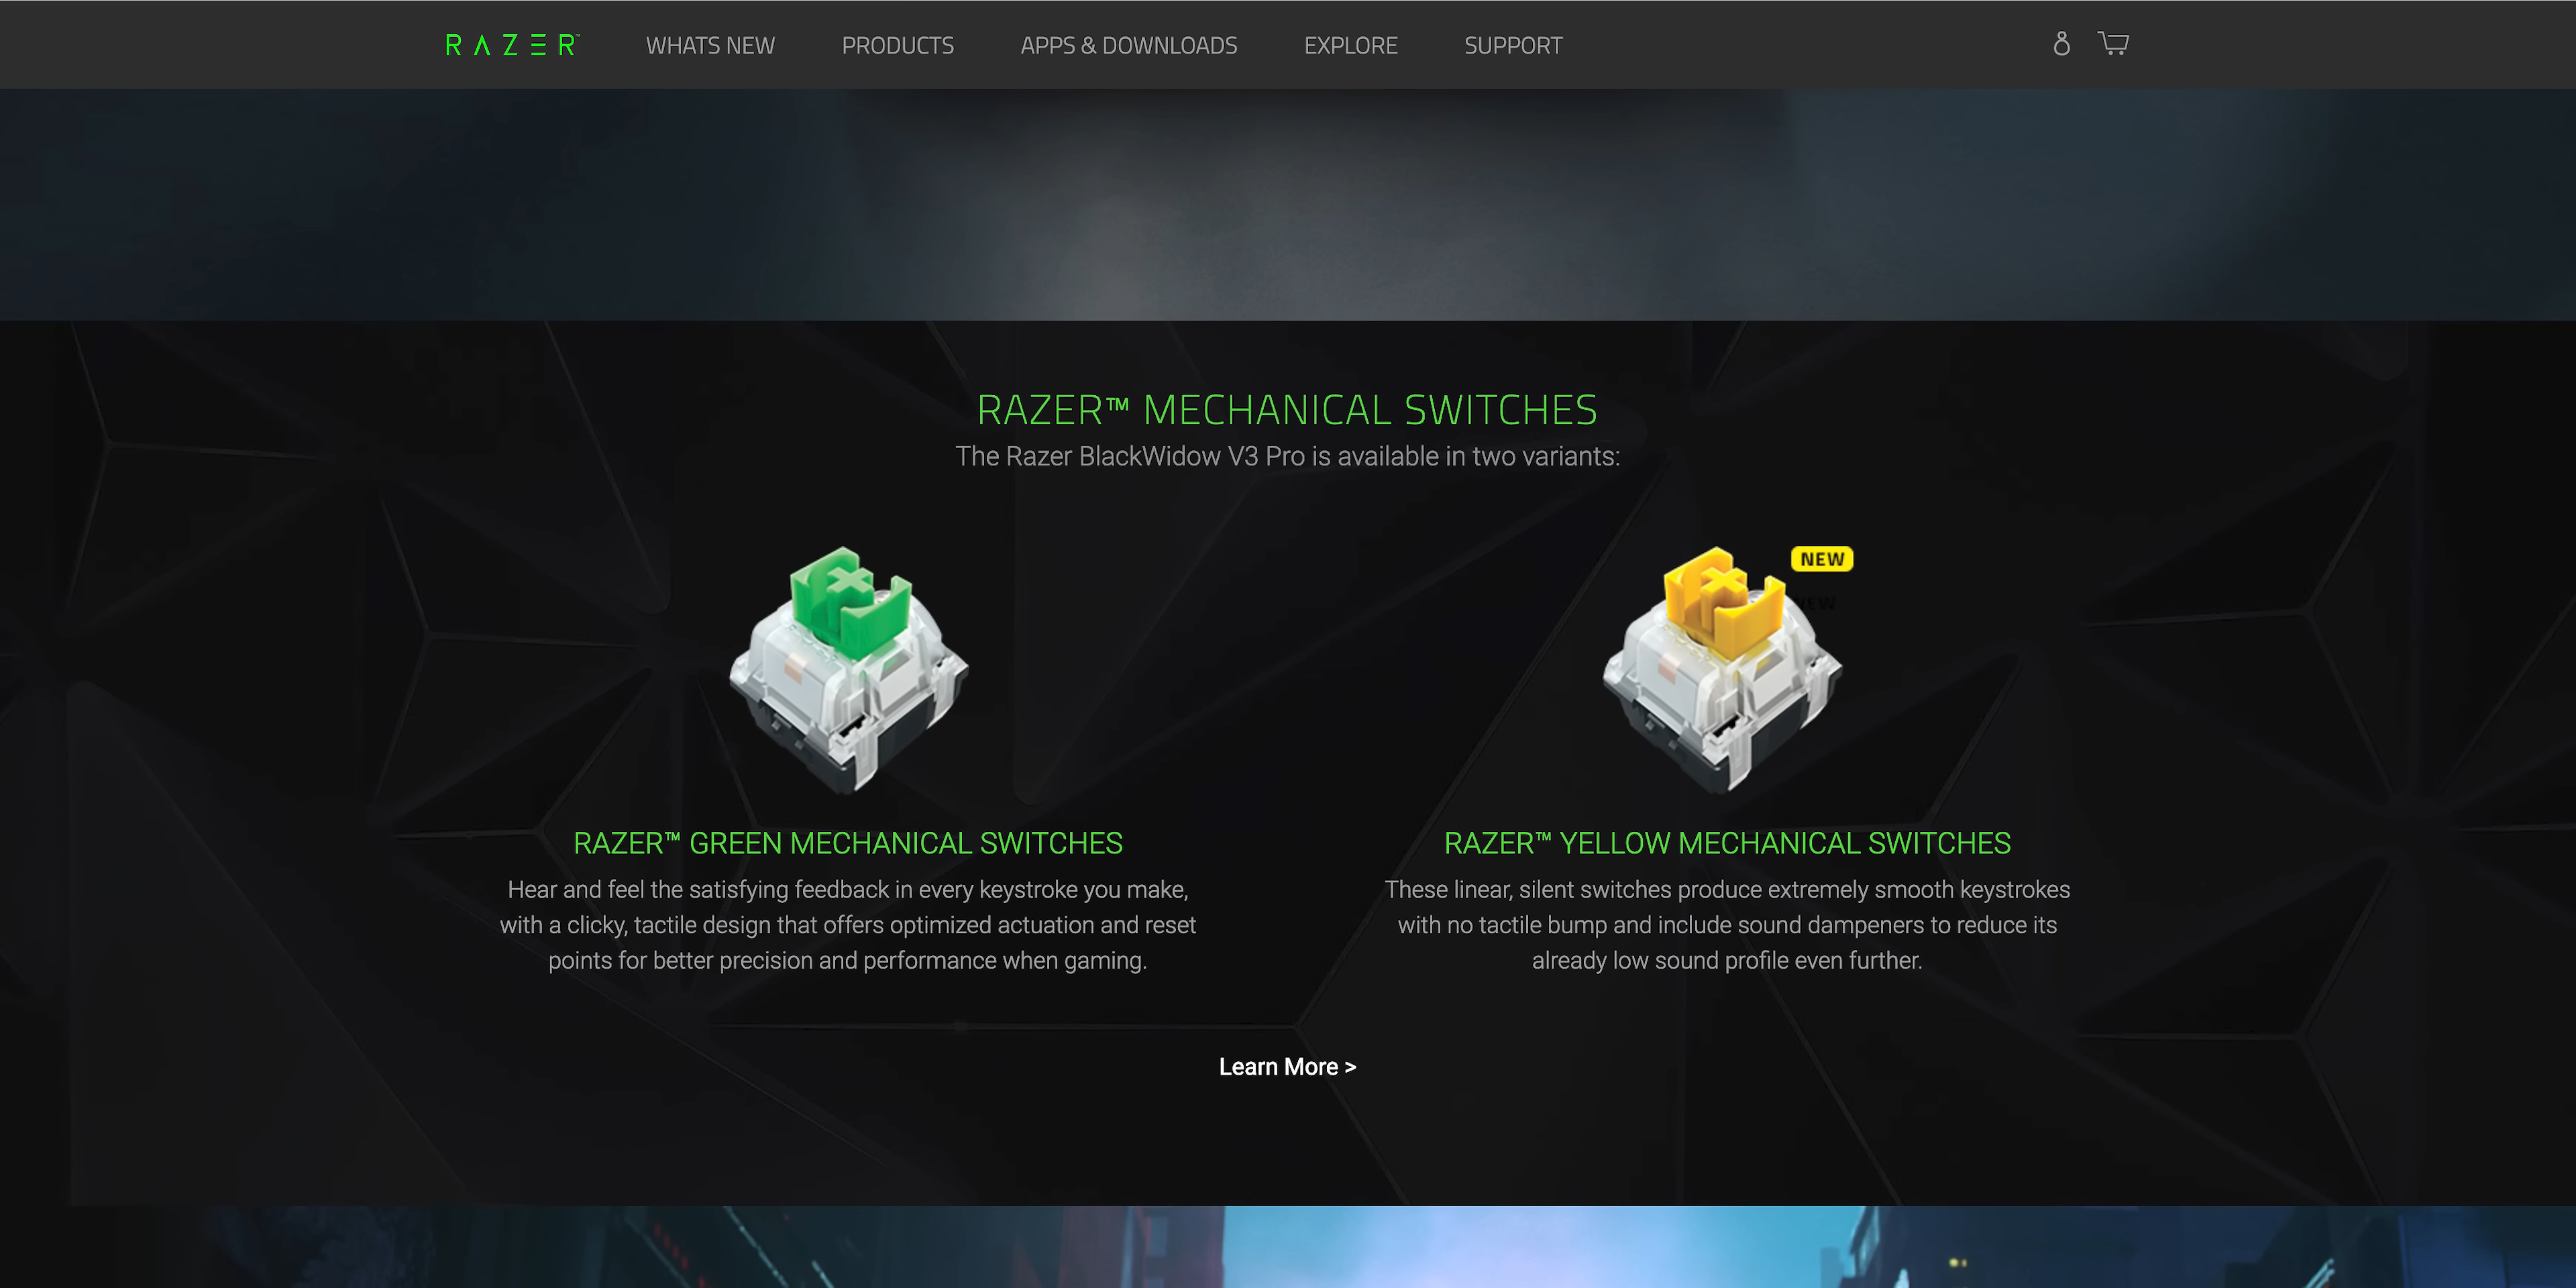 RAZER™
WHATS NEW
PRODUCTS
APPS & DOWNLOADS
EXPLORE
SUPPORT
RAZER™ MECHANICAL SWITCHES
The Razer BlackWidow V3 Pro is available in two variants:
NEW
NEW
RAZER™ GREEN MECHANICAL SWITCHES
Hear and feel the satisfying feedback in every keystroke you make,
with a clicky, tactile design that offers optimized actuation and reset
points for better precision and performance when gaming.
RAZER™ YELLOW MECHANICAL SWITCHES
These linear, silent switches produce extremely smooth keystrokes
with no tactile bump and include sound dampeners to reduce its
already low sound profile even further.
Learn More >